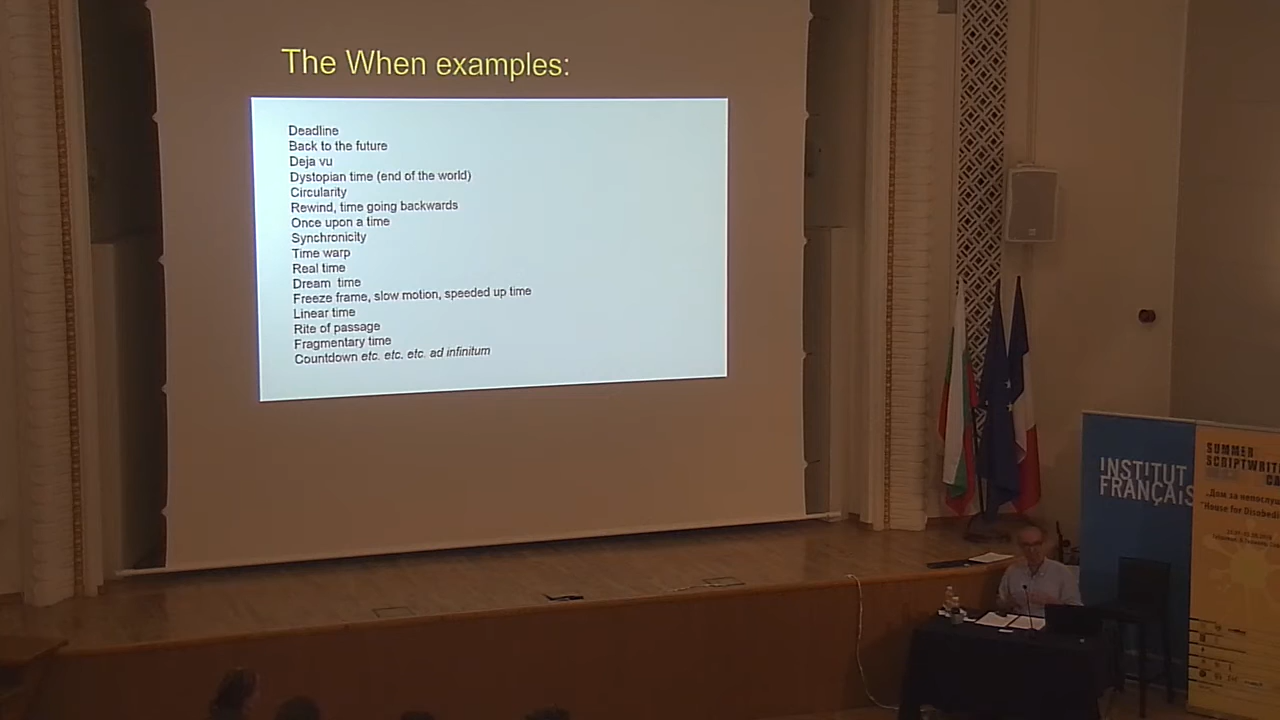 The When examples:
Deadline
Back to the future
Deja vu
Dystopian time (end of the world)
Circularity
Rewind, time going backwards
Once upon a time
Synchronicity
Time warp
Real time
Dream time
Freeze frame, slow motion, speeded up time
Linear time
Rite of passage
Fragmentary time
Countdown etc. etc. etc. ad infinitum
INSTITUT
FRANÇAIS
SUMMER
SCRIPTWRIT
CA
„Дом за непослу
"House for Disobedi